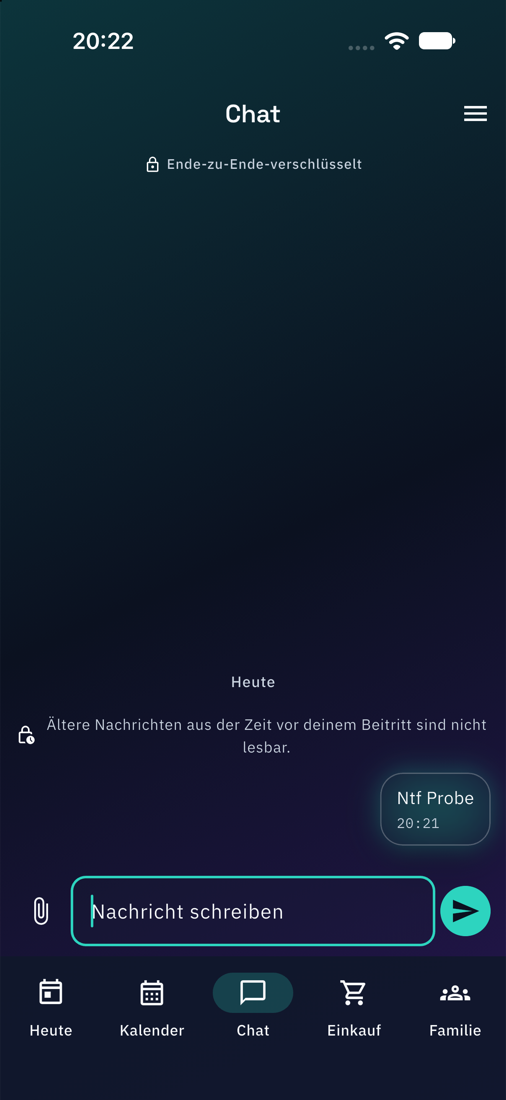 20:22
Chat
Ende-zu-Ende-verschlüsselt
Heute
Ältere Nachrichten aus der Zeit vor deinem Beitritt sind nicht
lesbar.
Ntf Probe
20:21
Nachricht schreiben
Heute Kalender Chat Einkauf Familie